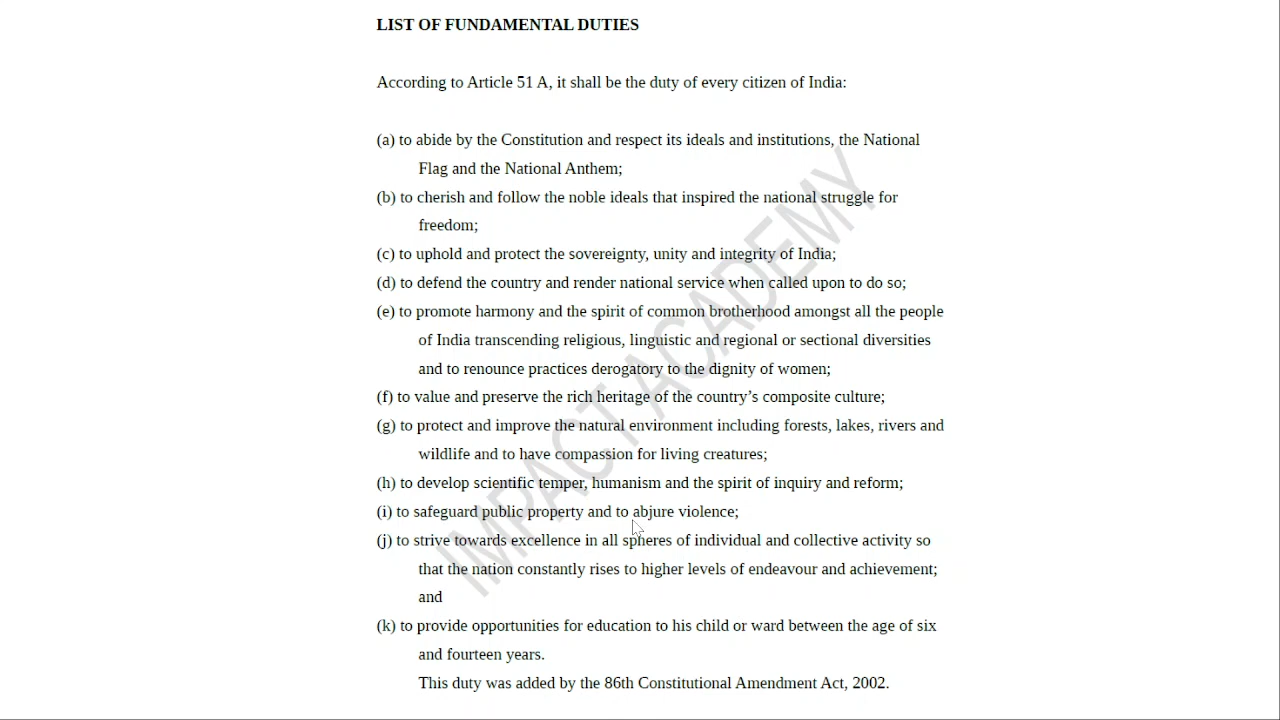 LIST OF FUNDAMENTAL DUTIES
According to Article 51 A, it shall be the duty of every citizen of India:
(a) to abide by the Constitution and respect its ideals and institutions, the National
Flag and the National Anthem;
(b) to cherish and follow the noble ideals that inspired the national struggle for
freedom;
(c) to uphold and protect the sovereignty, unity and integrity of India;
(d) to defend the country and render national service when called upon to do so;
(e) to promote harmony and the spirit of common brotherhood amongst all the people
of India transcending religious, linguistic and regional or sectional diversities
and to renounce practices derogatory to the dignity of women;
(f) to value and preserve the rich heritage of the country’s composite culture;
(g) to protect and improve the natural environment including forests, lakes, rivers and
wildlife and to have compassion for living creatures;
(h) to develop scientific temper, humanism and the spirit of inquiry and reform;
(i) to safeguard public property and to abjure violence;
(j) to strive towards excellence in all spheres of individual and collective activity so
that the nation constantly rises to higher levels of endeavour and achievement;
and
(k) to provide opportunities for education to his child or ward between the age of six
and fourteen years.
This duty was added by the 86th Constitutional Amendment Act, 2002.
IMPACT ACADEMY